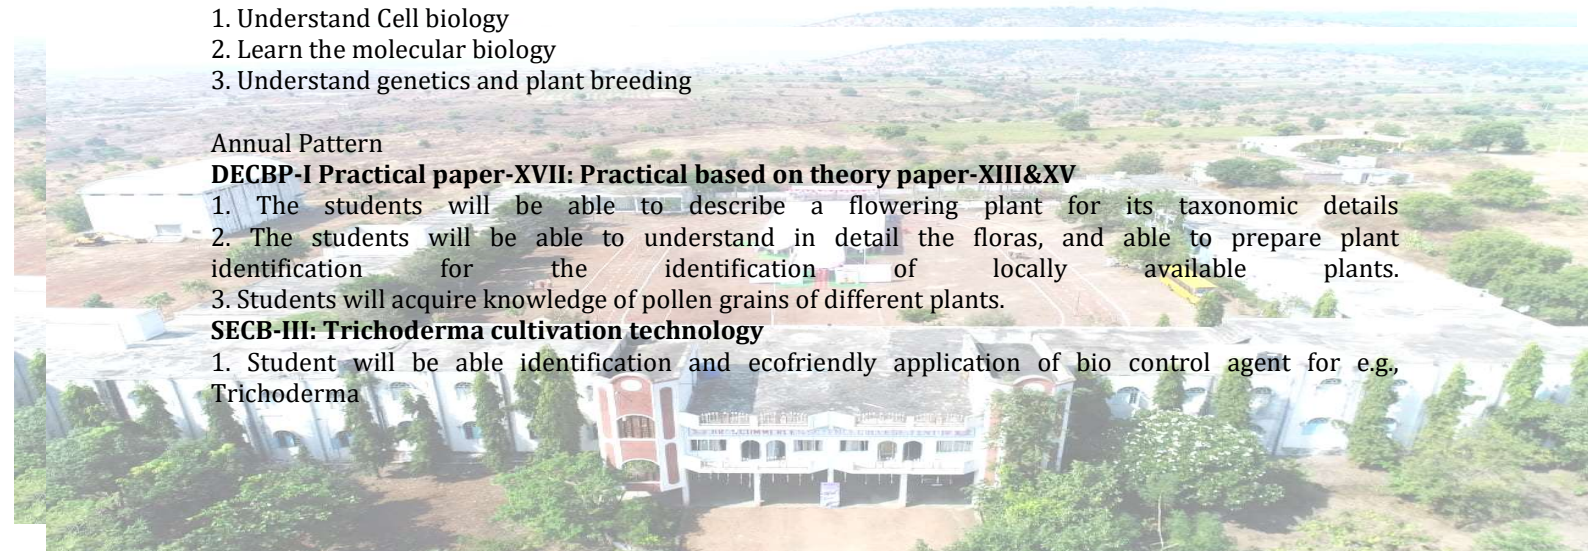 1. Understand Cell biology
2. Learn the molecular biology
3. Understand genetics and plant breeding
Annual Pattern
DECBP-I Practical paper-XVII: Practical based on theory paper-XIII&XV
1. The students will be able to describe a flowering plant for its taxonomic details
2. The students will be able to understand in detail the floras, and able to prepare plant
identification for the identification of locally available plants.
3. Students will acquire knowledge of pollen grains of different plants.
SECB-III: Trichoderma cultivation technology
1. Student will be able identification and ecofriendly application of bio control agent for e.g.,
Trichoderma